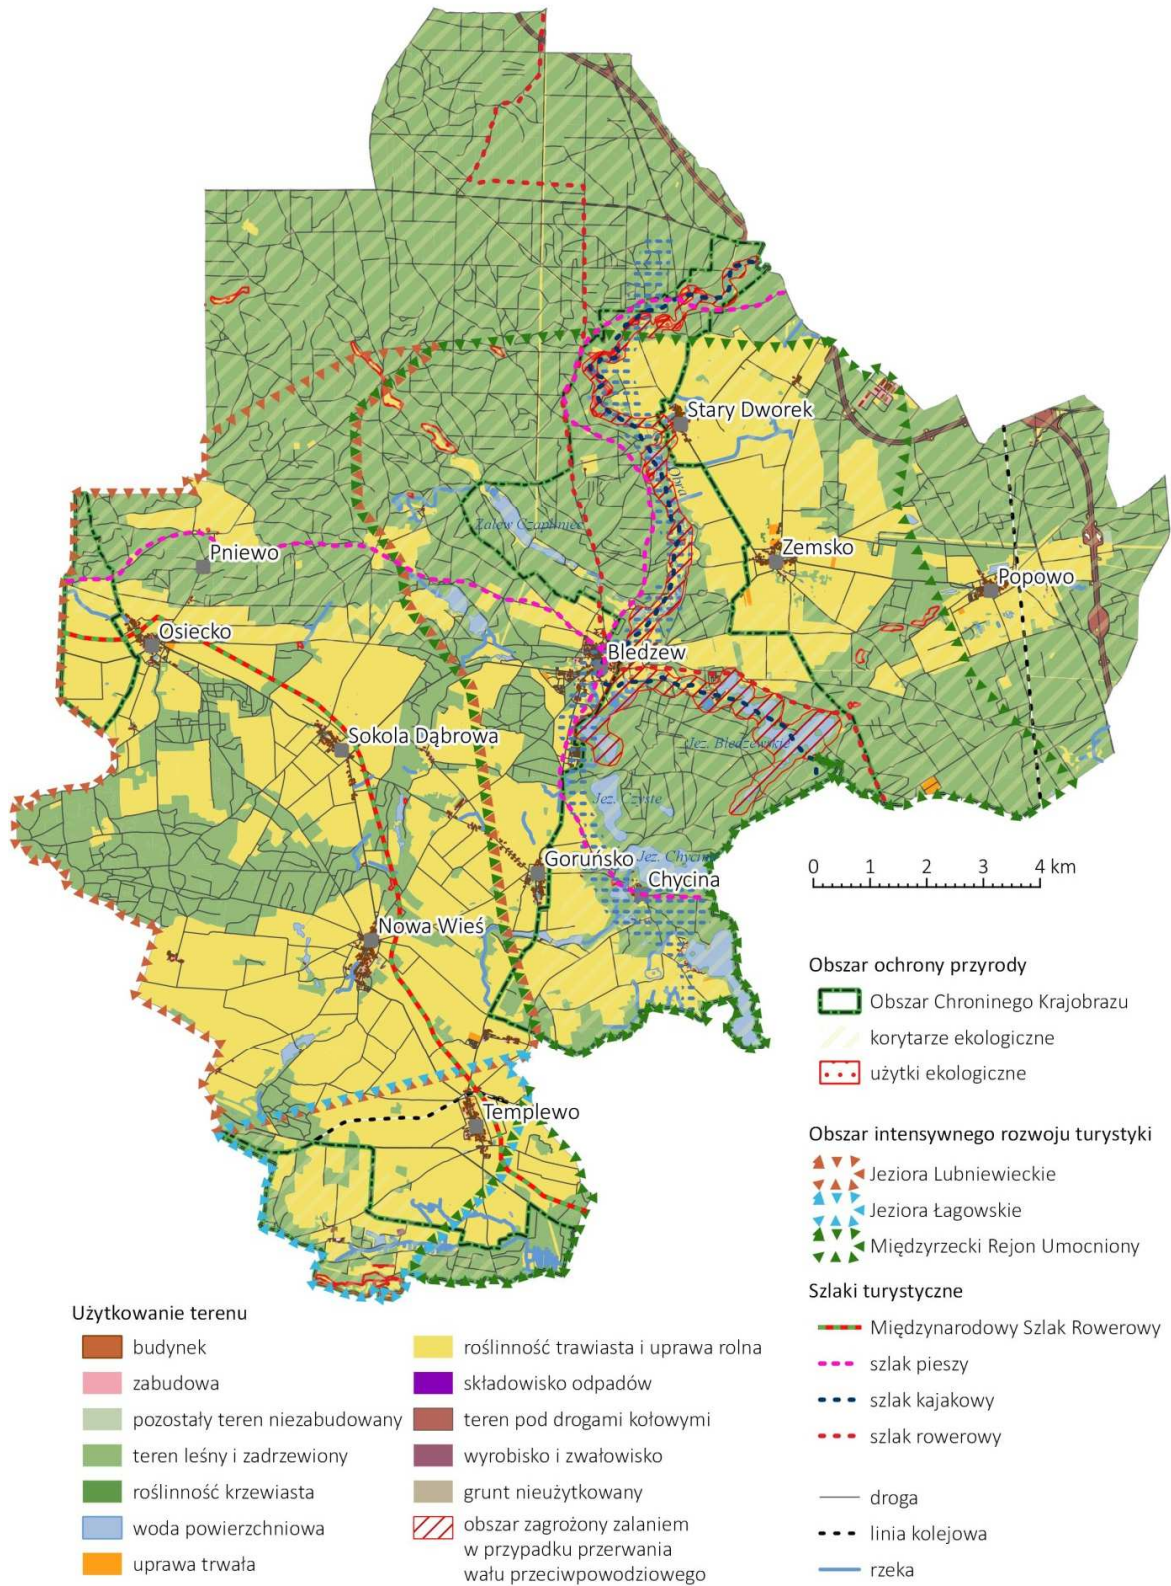 Stary Dworek
Obra
Zalew Czapliniec
Pniewo
Zemsko
Popowo
Osiecko
Bledzew
Sokola Dąbrowa
Jez. Bledzewskie
Jez. Czyste
Goruńsko
Jez. Chycina
Chycina
0 1 2 3 4 km
Nowa Wieś
Templewo
Obszar ochrony przyrody
Obszar Chroninego Krajobrazu
korytarze ekologiczne
użytki ekologiczne
Obszar intensywnego rozwoju turystyki
Jeziora Lubniewieckie
Jeziora Łagowskie
Międzyrzecki Rejon Umocniony
Szlaki turystyczne
Międzynarodowy Szlak Rowerowy
szlak pieszy
szlak kajakowy
szlak rowerowy
droga
linia kolejowa
rzeka
Użytkowanie terenu
budynek
zabudowa
pozostały teren niezabudowany
teren leśny i zadrzewiony
roślinność krzewiasta
woda powierzchniowa
uprawa trwała
roślinność trawiasta i uprawa rolna
składowisko odpadów
teren pod drogami kołowymi
wyrobisko i zwałowisko
grunt nieużytkowany
obszar zagrożony zalaniem
w przypadku przerwania
wału przeciwpowodziowego